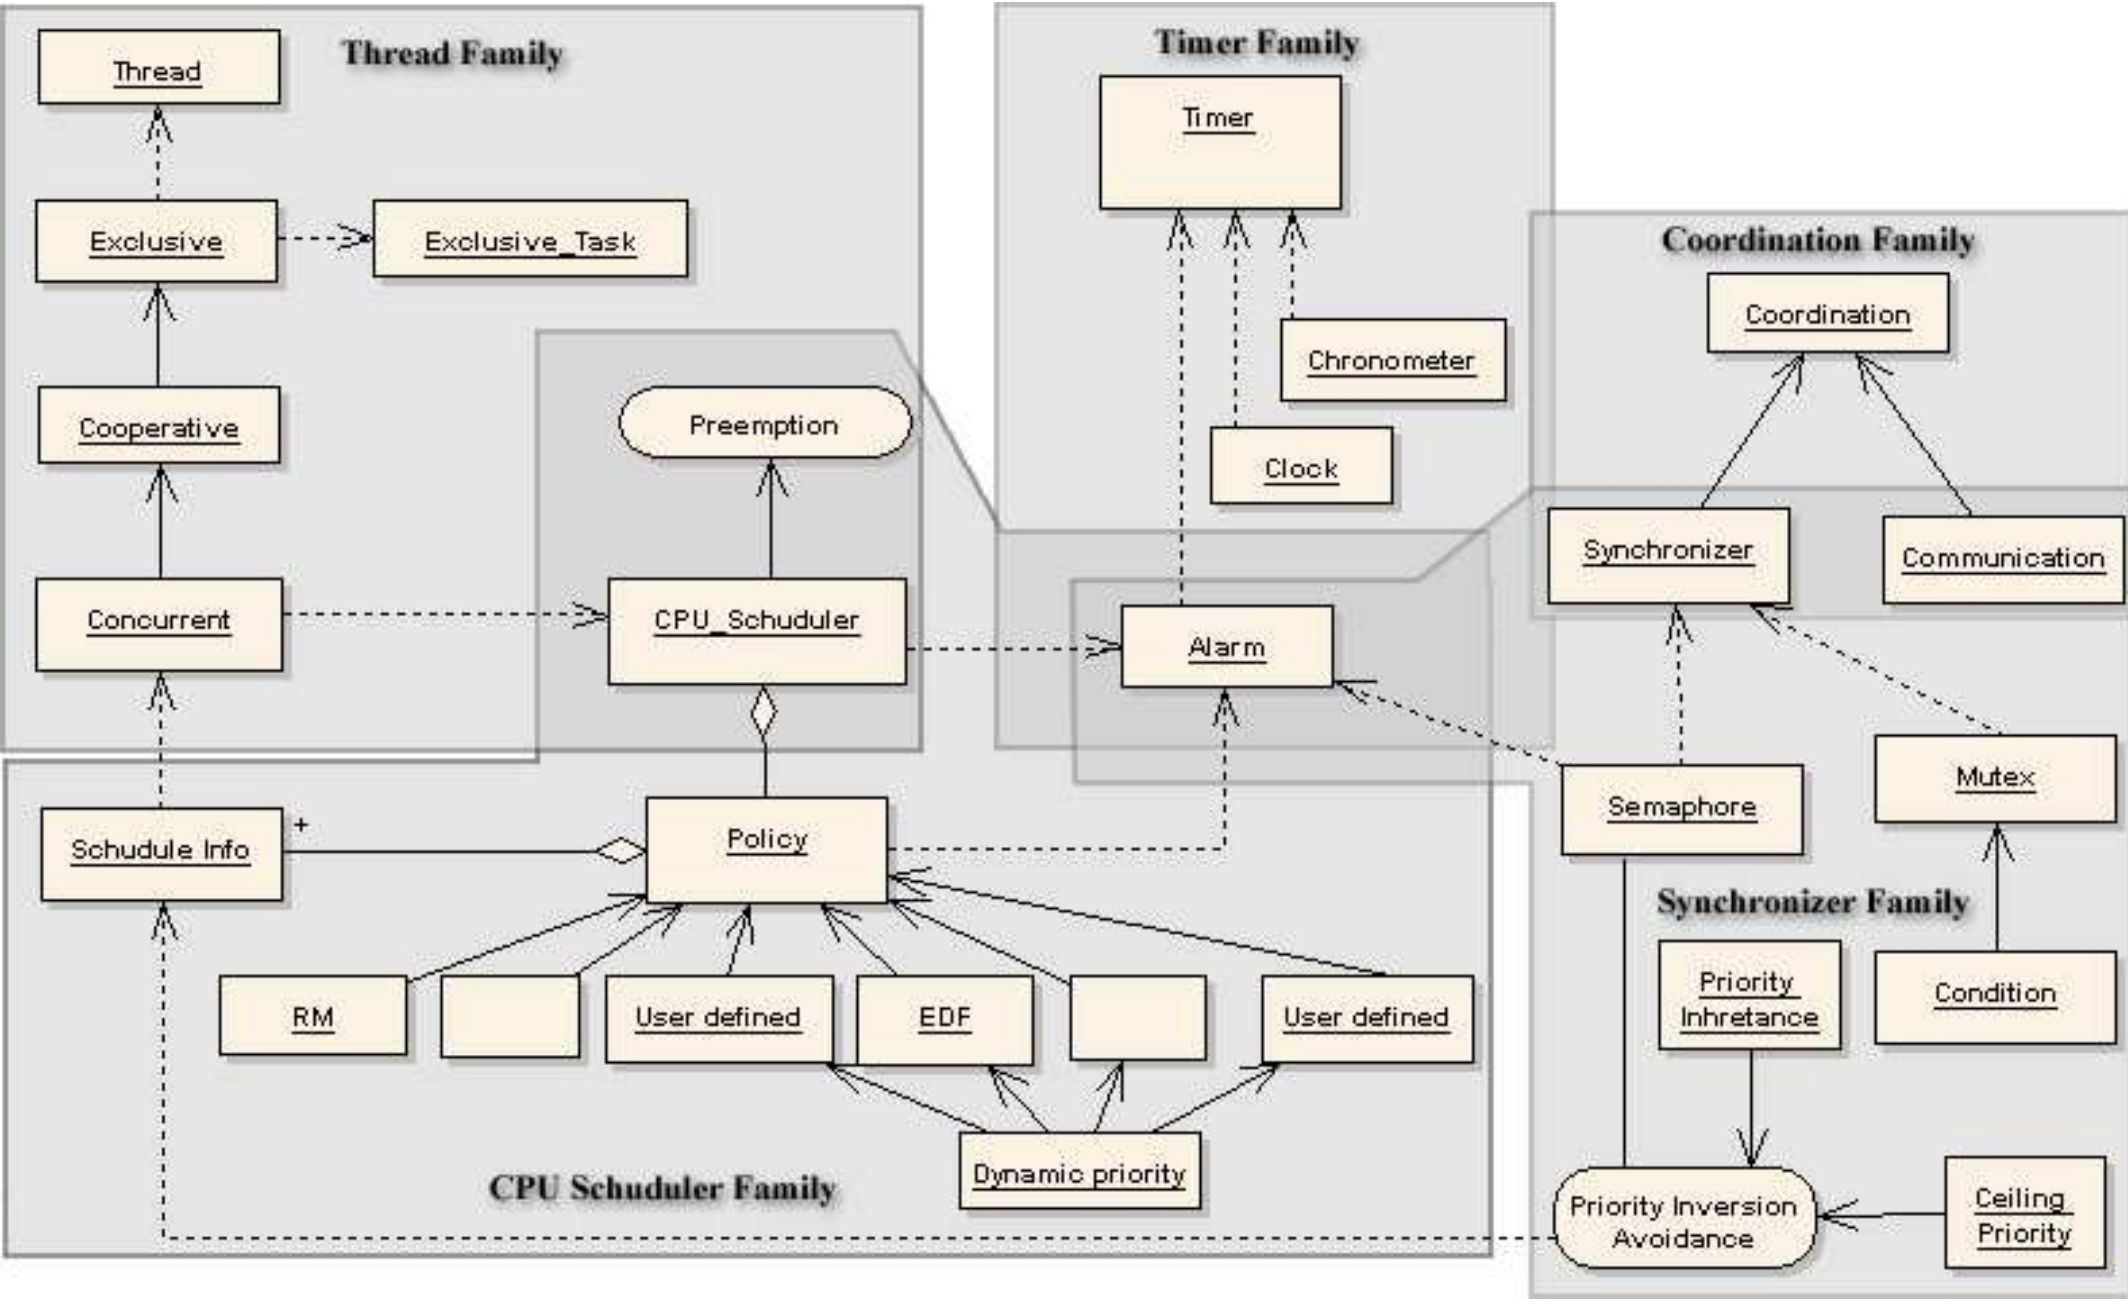 Thread Family
Timer Family
Thread
Timer
Exclusive
Exclusive_Task
Coordination Family
Coordination
Chronometer
Cooperative
Preemption
Clock
Synchronizer
Communication
Concurrent
CPU_Schuduler
Alarm
Mutex
Semaphore
+
Schudule Info
Policy
Synchronizer Family
Priority
Inhretance
Condition
RM
User defined
EDF
User defined
Dynamic priority
CPU Schuduler Family
Priority Inversion
Avoidance
Ceiling
Priority